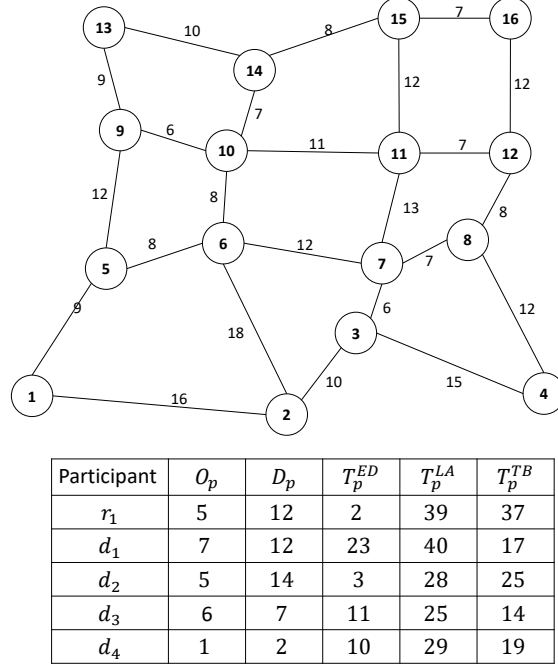 15 7 16
13 10 8
14
9 12 12
7
9 6 10 11 11 7 12
12 8 13 8
8 6 12 8
5 7 7
9 18 6 12
3
10 15
1 16 2 4
Participant O_p D_p T_p^{ED} T_p^{LA} T_p^{TB}
r_1 5 12 2 39 37
d_1 7 12 23 40 17
d_2 5 14 3 28 25
d_3 6 7 11 25 14
d_4 1 2 10 29 19